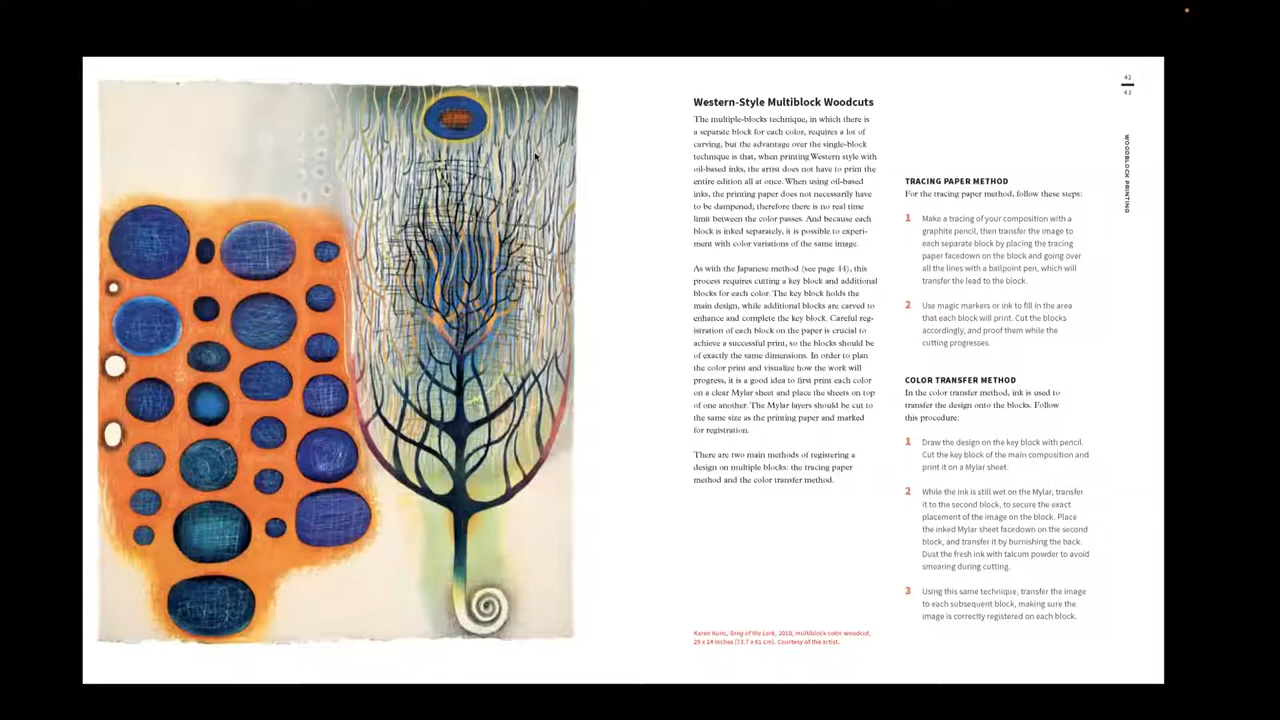 42
43
WOODBLOCK PRINTING
Western-Style Multiblock Woodcuts
The multiple-blocks technique, in which there is
a separate block for each color, requires a lot of
carving, but the advantage over the single-block
technique is that, when printing Western style with
oil-based inks, the artist does not have to print the
entire edition all at once. When using oil-based
inks, the printing paper does not necessarily have
to be dampened; therefore there is no real time
limit between the color passes. And because each
block is inked separately, it is possible to experi-
ment with color variations of the same image.
As with the Japanese method (see page 44), this
process requires cutting a key block and additional
blocks for each color. The key block holds the
main design, while additional blocks are carved to
enhance and complete the key block. Careful reg-
istration of each block on the paper is crucial to
achieve a successful print, so the blocks should be
of exactly the same dimensions. In order to plan
the color print and visualize how the work will
progress, it is a good idea to first print each color
on a clear Mylar sheet and place the sheets on top
of one another. The Mylar layers should be cut to
the same size as the printing paper and marked
for registration.
There are two main methods of registering a
design on multiple blocks: the tracing paper
method and the color transfer method.
Karen Kunc, Song of the Lark, 2010, multiblock color woodcut,
29 x 24 inches (73.7 x 61 cm). Courtesy of the artist.
TRACING PAPER METHOD
For the tracing paper method, follow these steps:
1 Make a tracing of your composition with a
graphite pencil, then transfer the image to
each separate block by placing the tracing
paper facedown on the block and going over
all the lines with a ballpoint pen, which will
transfer the lead to the block.
2 Use magic markers or ink to fill in the area
that each block will print. Cut the blocks
accordingly, and proof them while the
cutting progresses.
COLOR TRANSFER METHOD
In the color transfer method, ink is used to
transfer the design onto the blocks. Follow
this procedure:
1 Draw the design on the key block with pencil.
Cut the key block of the main composition and
print it on a Mylar sheet.
2 While the ink is still wet on the Mylar, transfer
it to the second block, to secure the exact
placement of the image on the block. Place
the inked Mylar sheet facedown on the second
block, and transfer it by burnishing the back.
Dust the fresh ink with talcum powder to avoid
smearing during cutting.
3 Using this same technique, transfer the image
to each subsequent block, making sure the
image is correctly registered on each block.